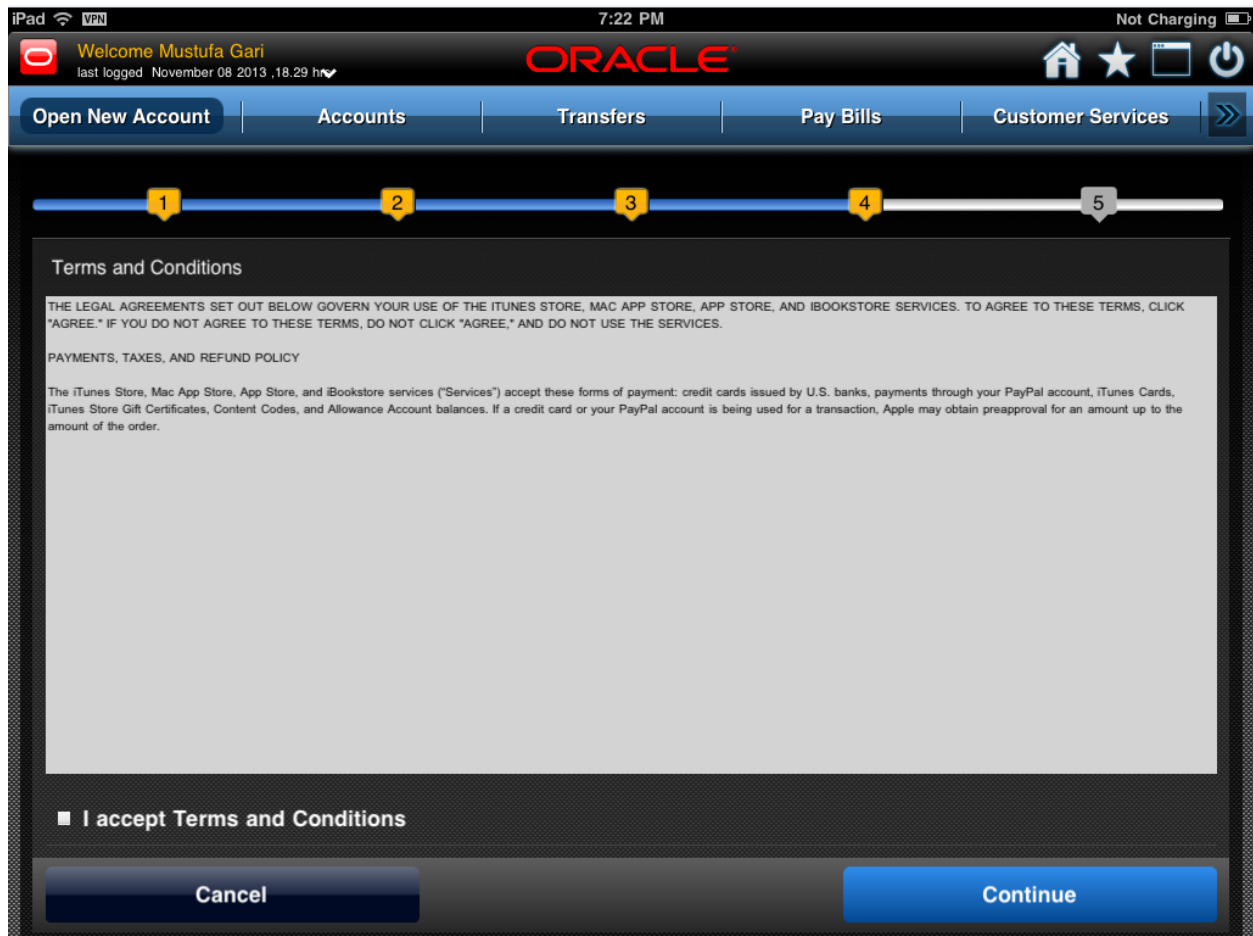 iPad VPN 7:22 PM Not Charging
Welcome Mustufa Gari
last logged November 08 2013 ,18.29 hrs
ORACLE
Open New Account Accounts Transfers Pay Bills Customer Services
1 2 3 4 5
Terms and Conditions
THE LEGAL AGREEMENTS SET OUT BELOW GOVERN YOUR USE OF THE ITUNES STORE, MAC APP STORE, APP STORE, AND IBOOKSTORE SERVICES. TO AGREE TO THESE TERMS, CLICK
"AGREE." IF YOU DO NOT AGREE TO THESE TERMS, DO NOT CLICK "AGREE," AND DO NOT USE THE SERVICES.
PAYMENTS, TAXES, AND REFUND POLICY
The iTunes Store, Mac App Store, App Store, and iBookstore services (“Services”) accept these forms of payment: credit cards issued by U.S. banks, payments through your PayPal account, iTunes Cards,
iTunes Store Gift Certificates, Content Codes, and Allowance Account balances. If a credit card or your PayPal account is being used for a transaction, Apple may obtain preapproval for an amount up to the
amount of the order.
I accept Terms and Conditions
Cancel Continue